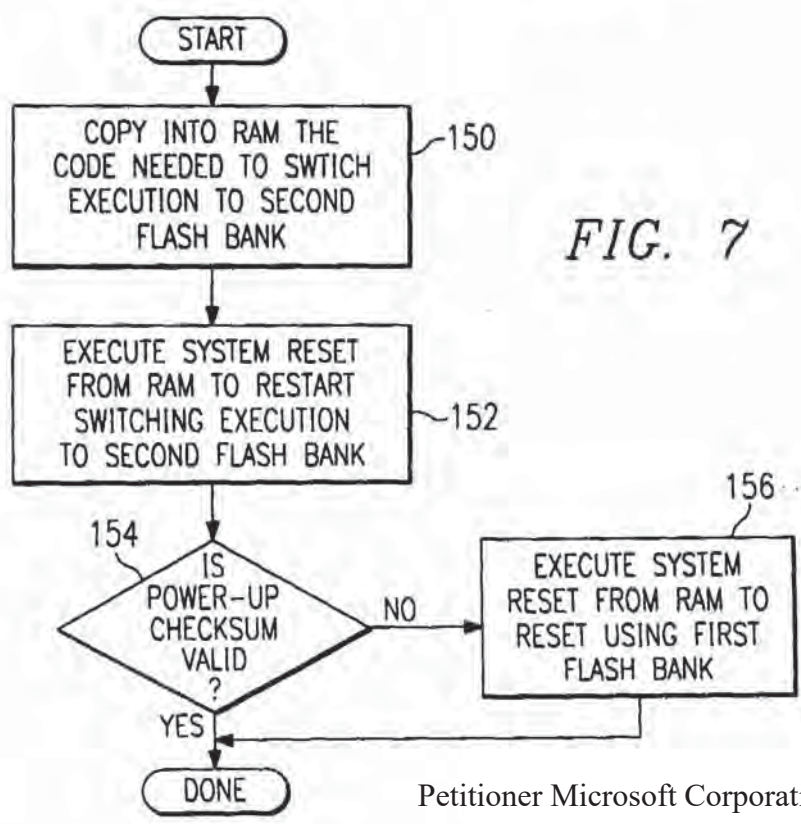 START
COPY INTO RAM THE
CODE NEEDED TO SWTICH
EXECUTION TO SECOND
FLASH BANK
150
FIG. 7
EXECUTE SYSTEM RESET
FROM RAM TO RESTART
SWITCHING EXECUTION
TO SECOND FLASH BANK
152
154
IS
POWER-UP
CHECKSUM
VALID
?
NO
YES
156
EXECUTE SYSTEM
RESET FROM RAM TO
RESET USING FIRST
FLASH BANK
DONE
Petitioner Microsoft